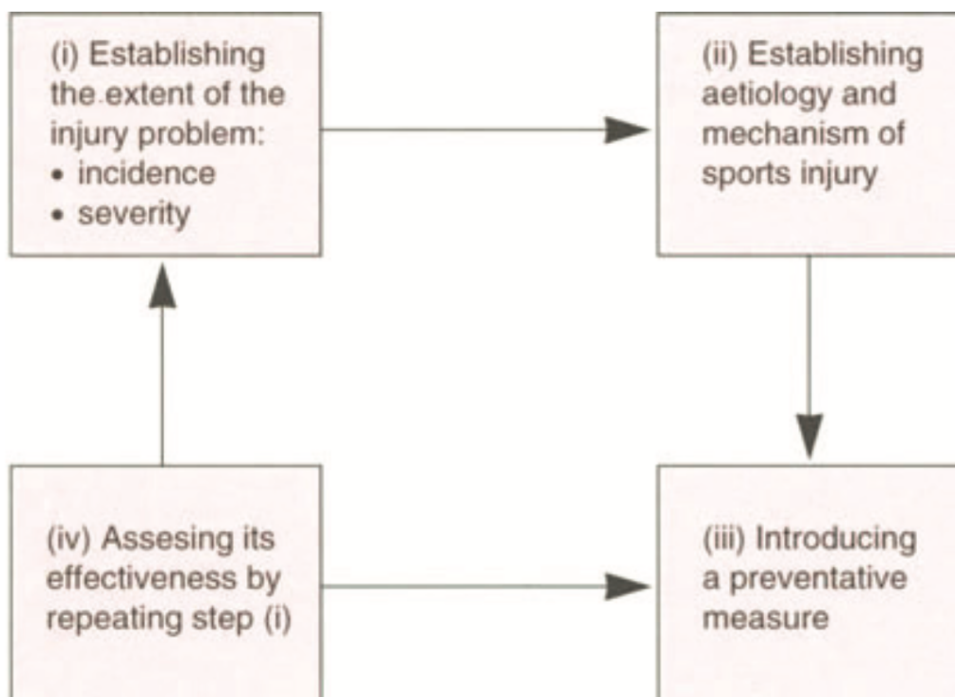 (i) Establishing
the extent of the
injury problem:
• incidence
• severity
(ii) Establishing
aetiology and
mechanism of
sports injury
(iv) Assesing its
effectiveness by
repeating step (i)
(iii) Introducing
a preventative
measure